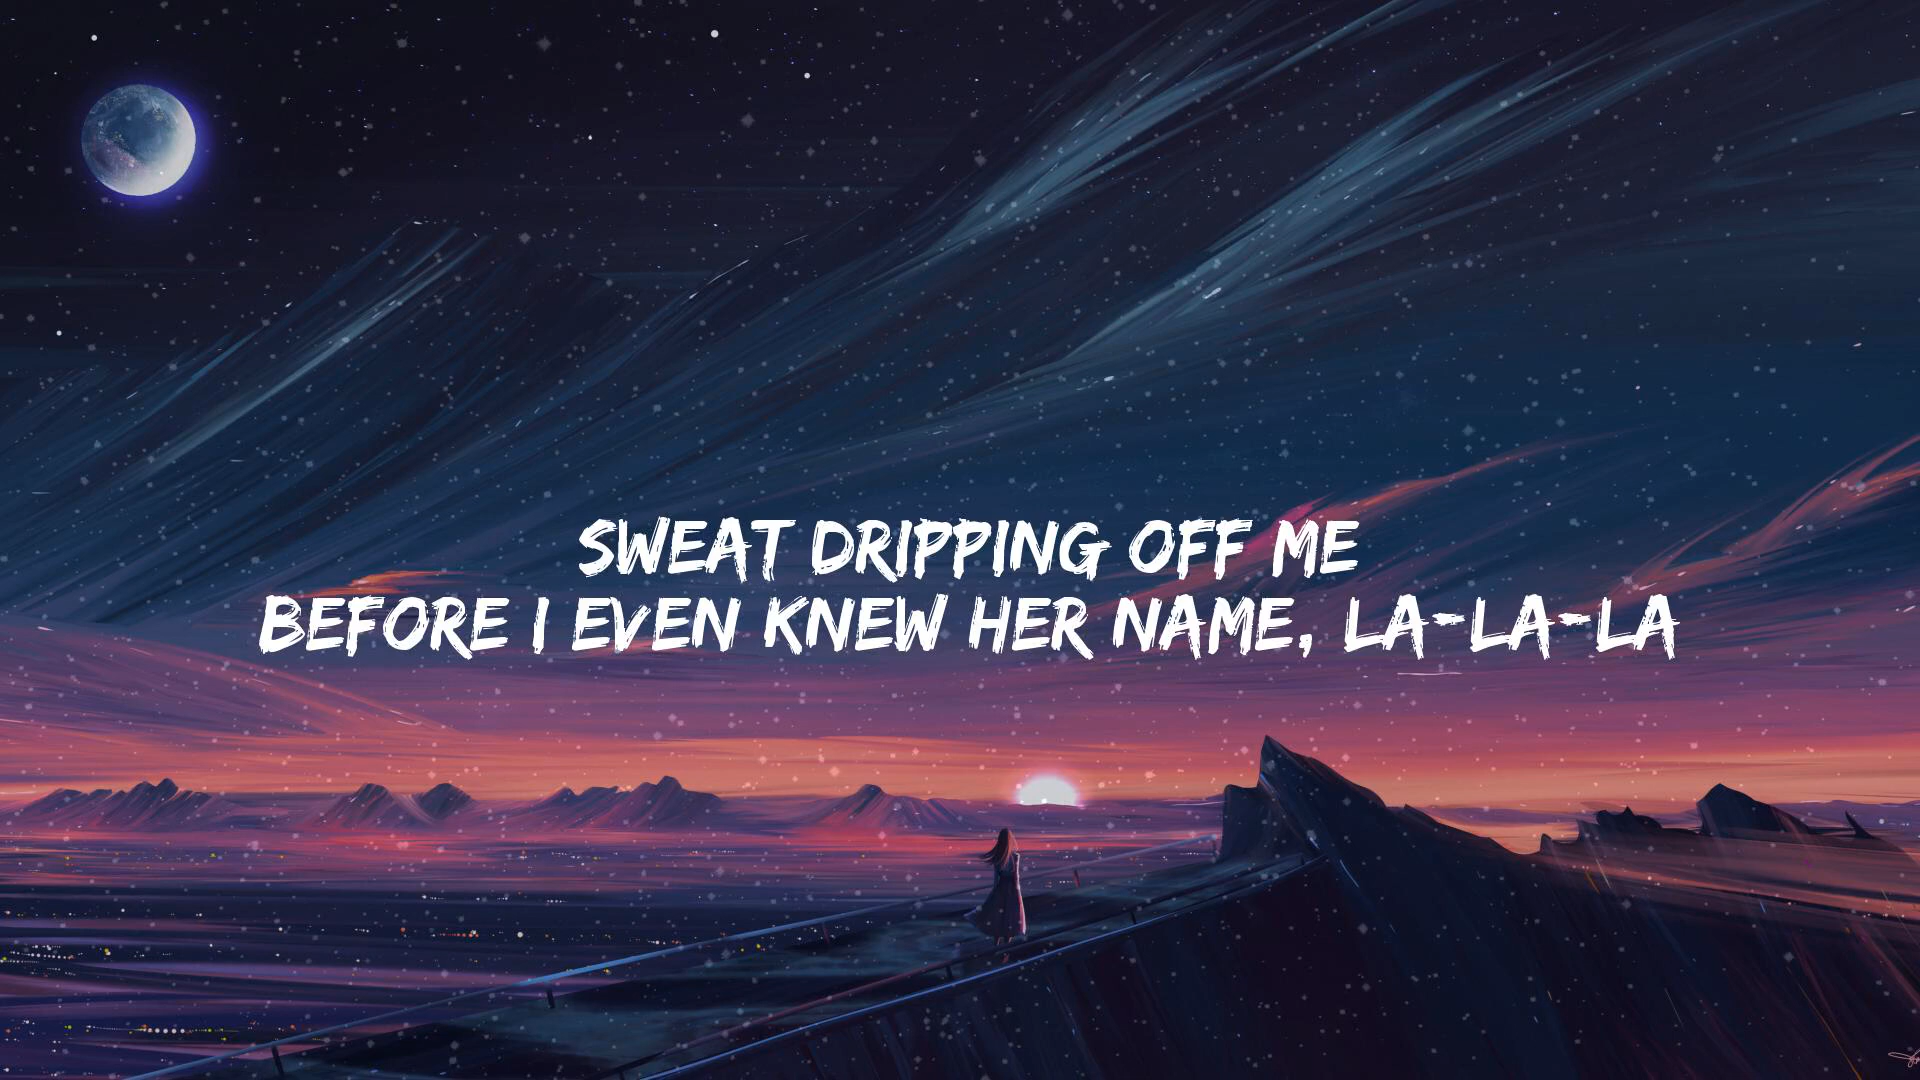 SWEAT DRIPPING OFF ME
BEFORE I EVEN KNEW HER NAME, LA-LA-LA